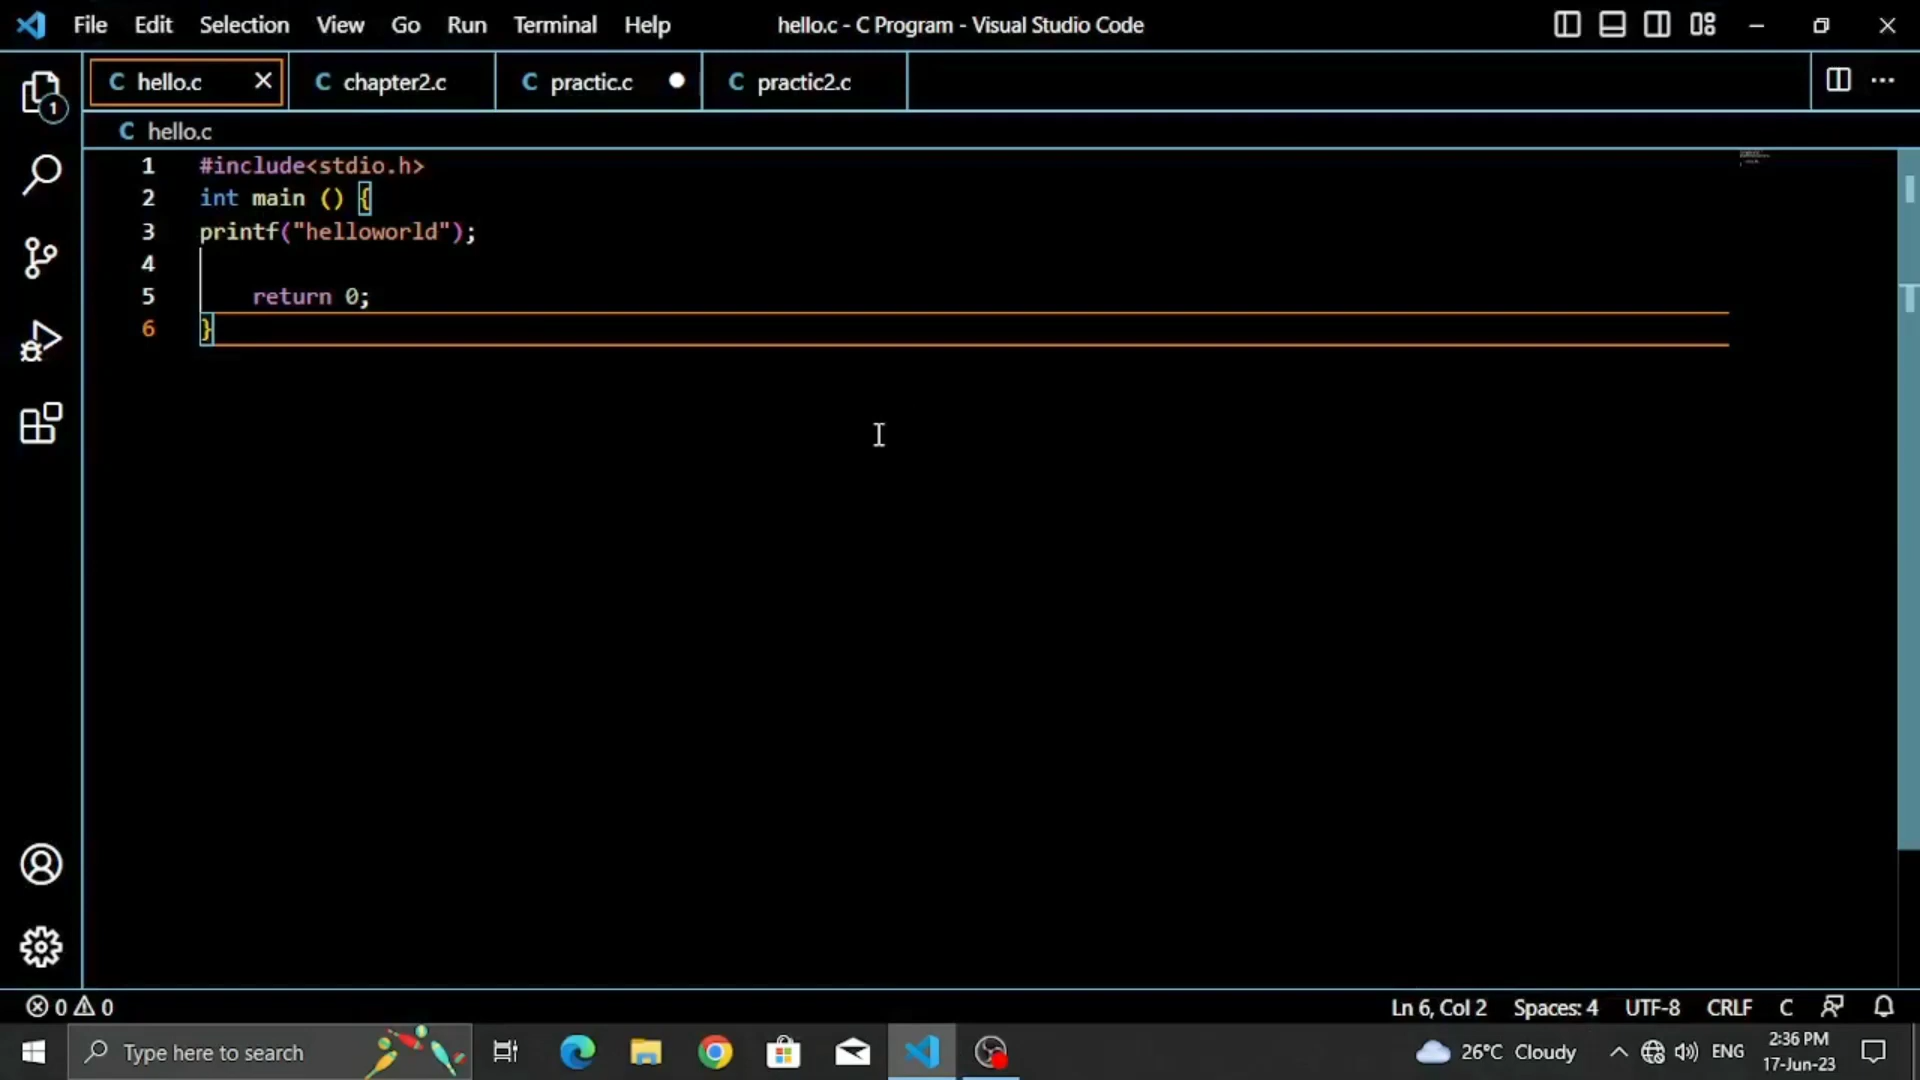 File Edit Selection View Go Run Terminal Help hello.c - C Program - Visual Studio Code
C hello.c C chapter2.c C practic.c C practic2.c
1
C hello.c
1 #include<stdio.h>
2 int main () {
3 printf("helloworld");
4
5 return 0;
6 }
0 0 Ln 6, Col 2 Spaces: 4 UTF-8 CRLF C
Type here to search 26°C Cloudy ENG 2:36 PM
17-Jun-23